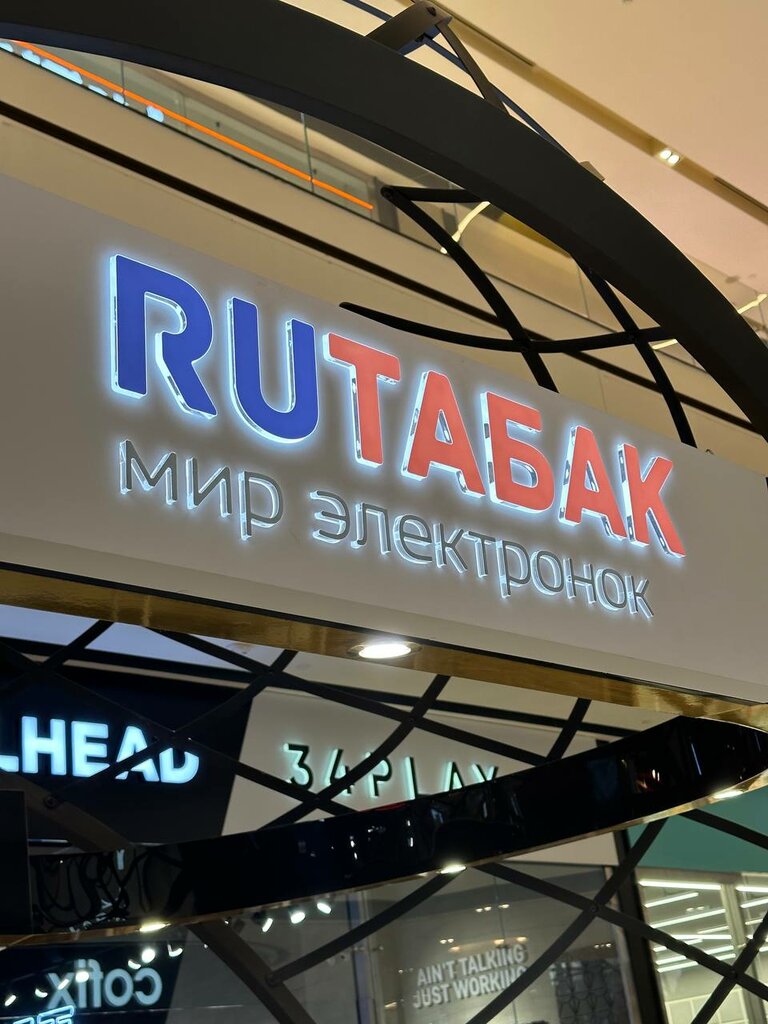 RUТАБАК
мир электронок
LHEAD
34PLAY
cofix
AIN'T TALKING
JUST WORKING